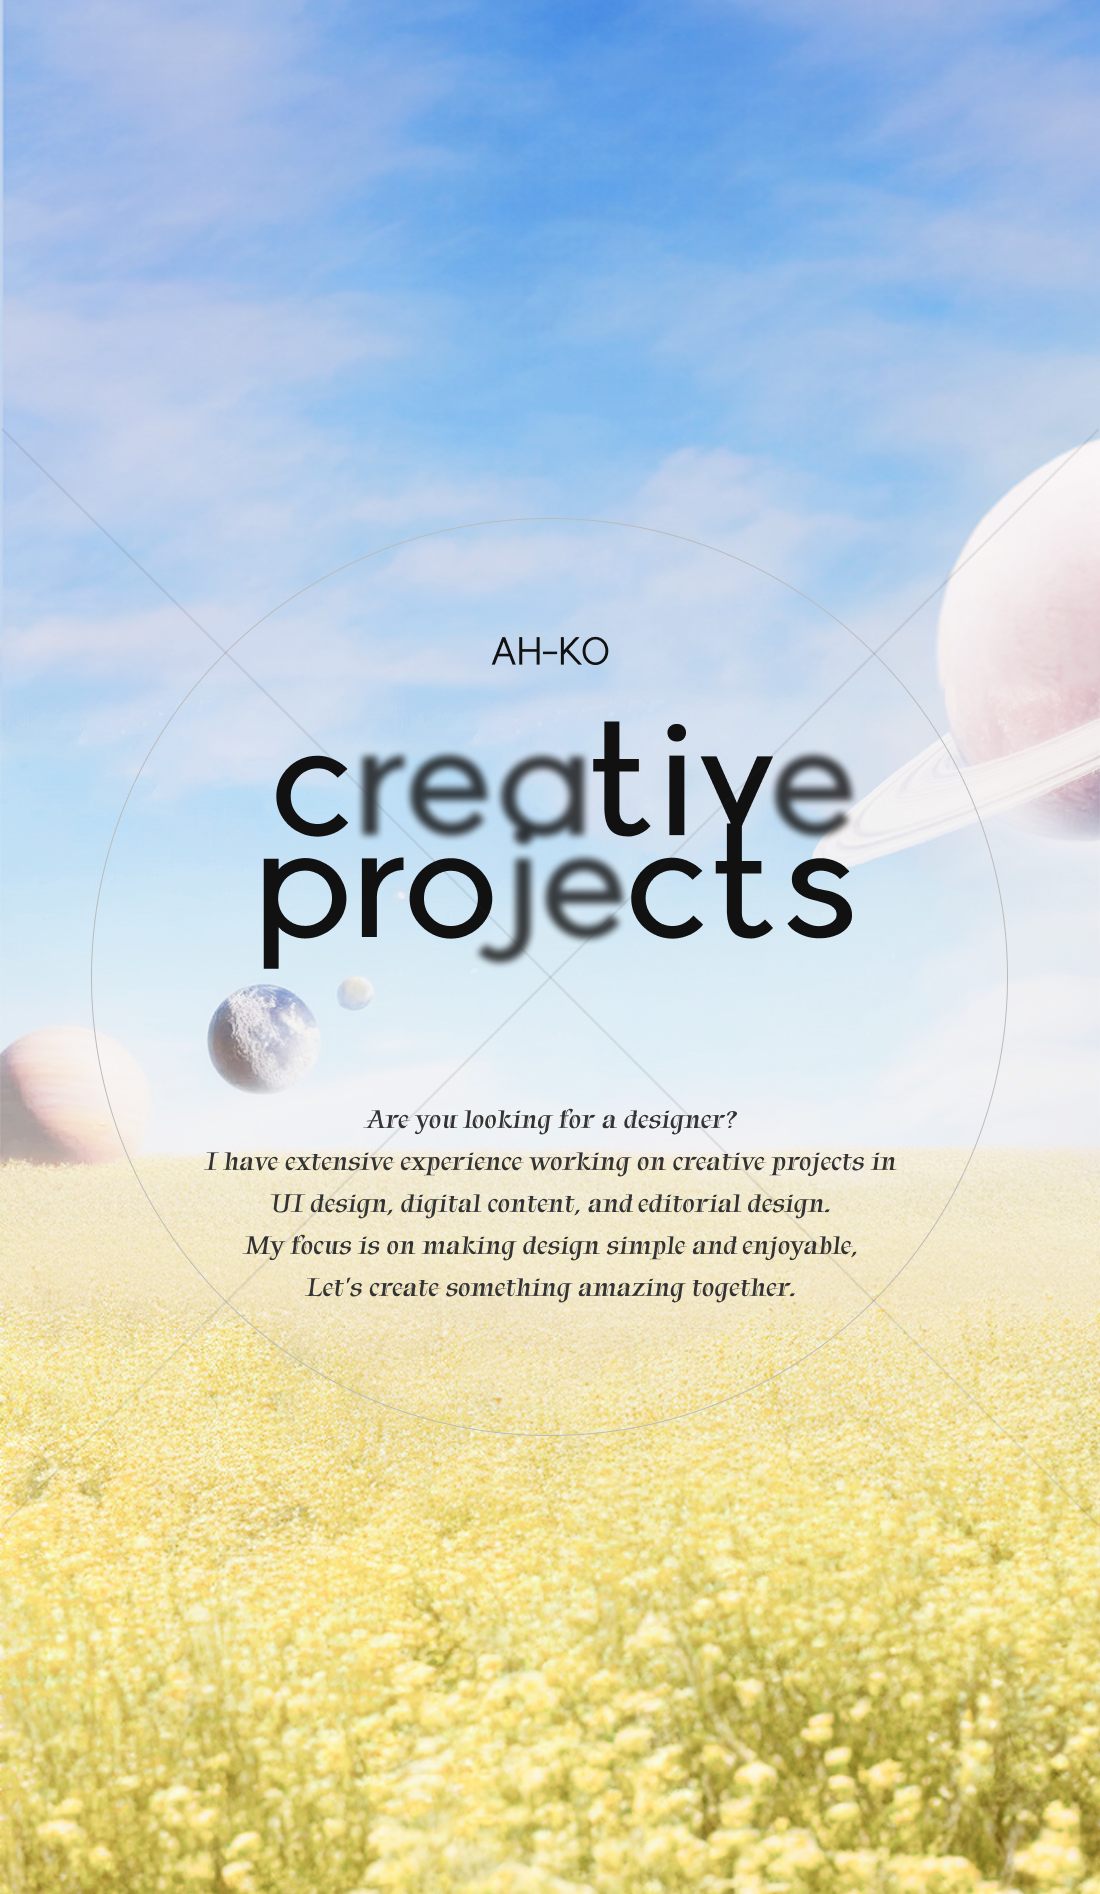 AH-KO
creative
projects
Are you looking for a designer?
I have extensive experience working on creative projects in
UI design, digital content, and editorial design.
My focus is on making design simple and enjoyable,
Let's create something amazing together.